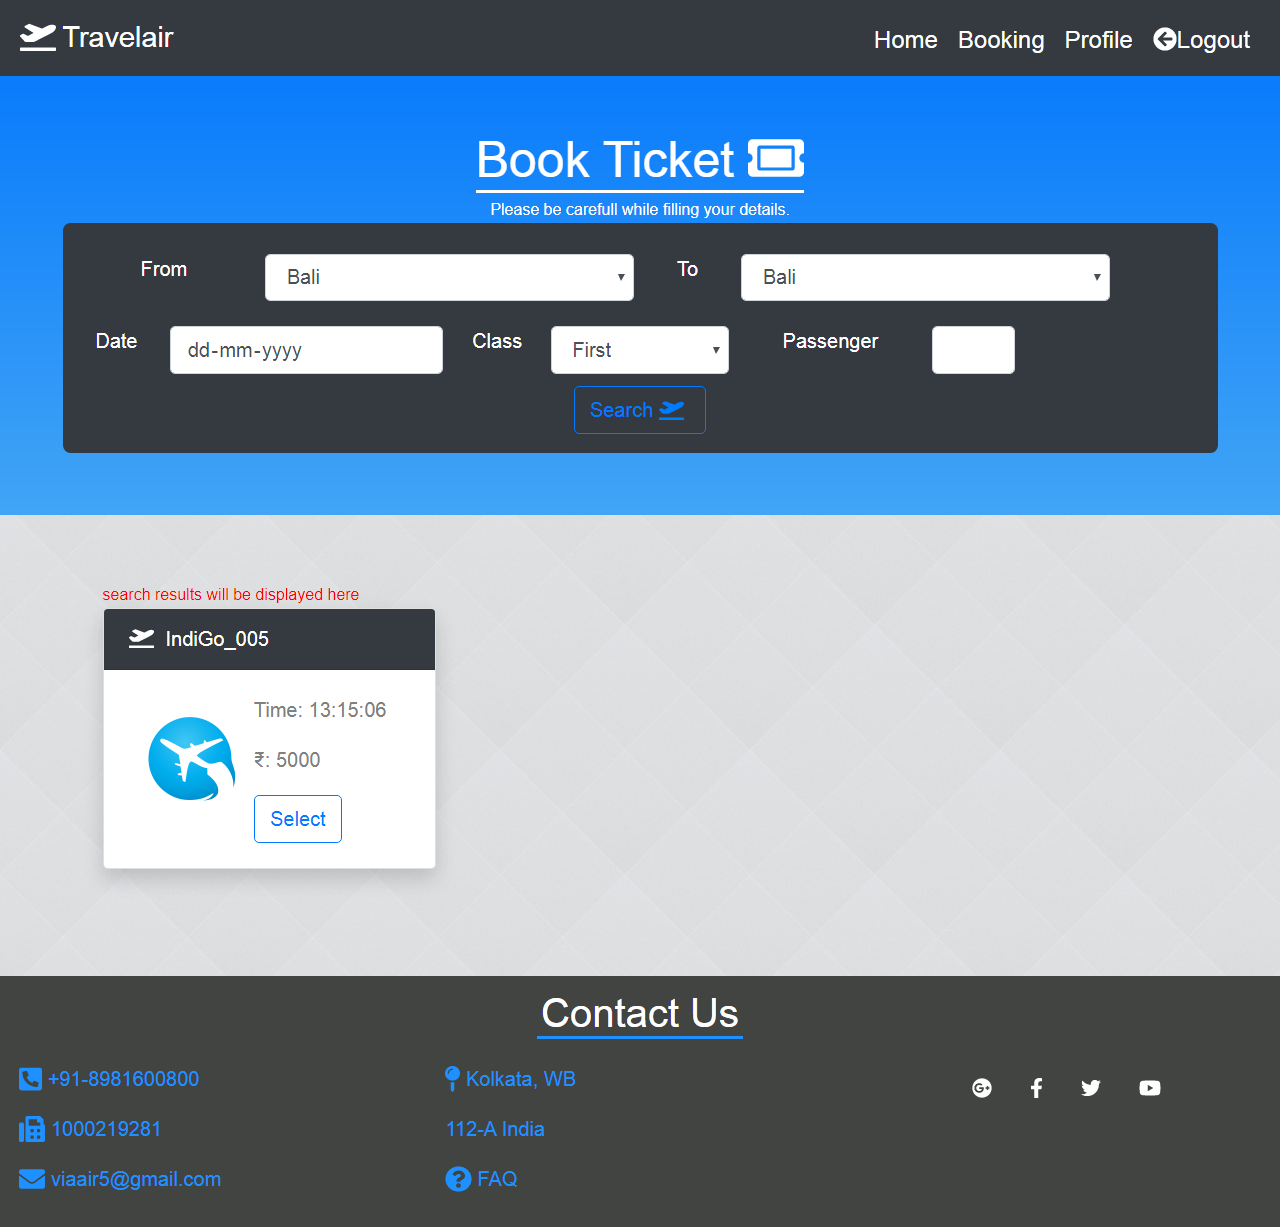 Travelair
Home Booking Profile Logout
Book Ticket
Please be carefull while filling your details.
From Bali To Bali
Date dd-mm-yyyy Class First Passenger
Search
search results will be displayed here
IndiGo_005
Time: 13:15:06
₹: 5000
Select
Contact Us
+91-8981600800 Kolkata, WB
1000219281 112-A India
viaair5@gmail.com FAQ